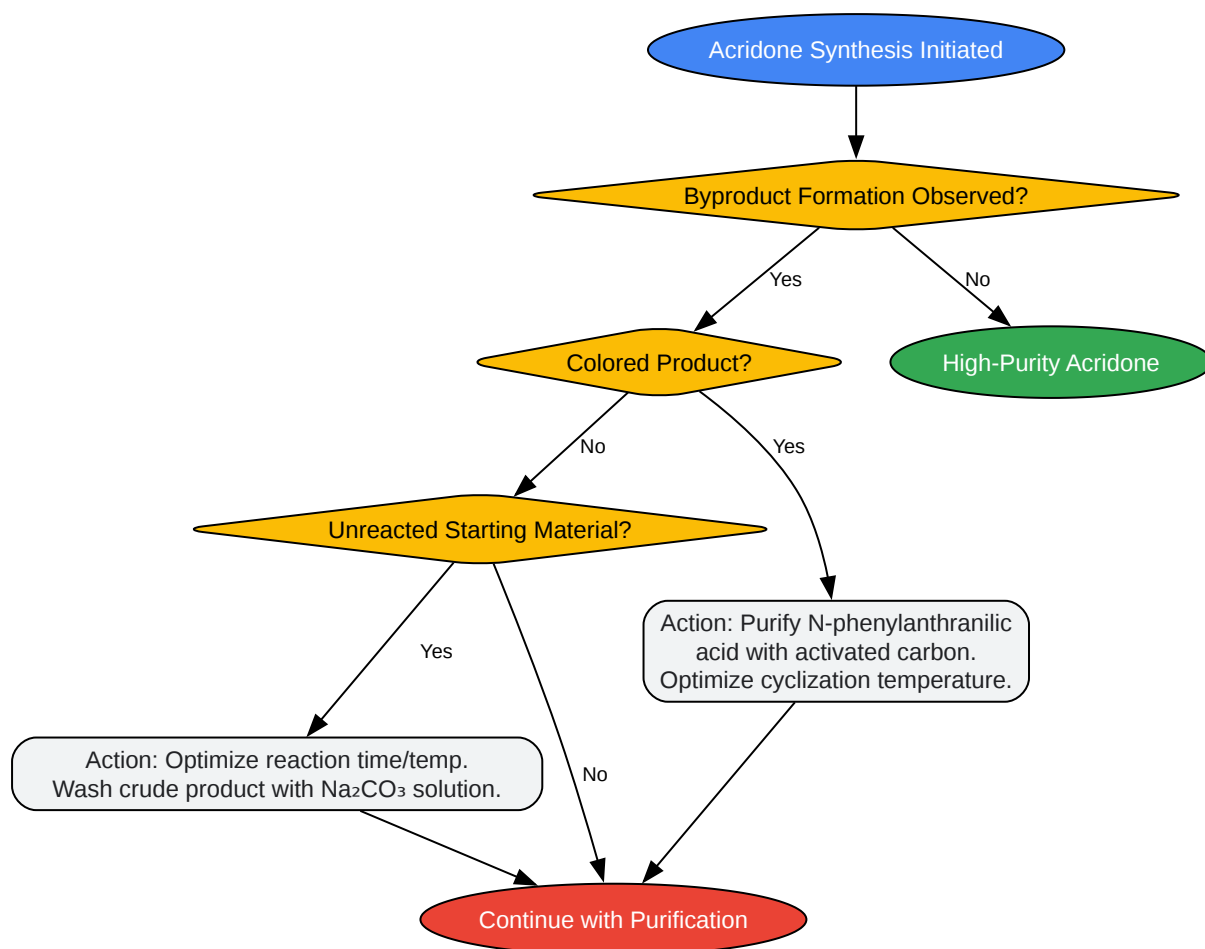 Acridone Synthesis Initiated
Byproduct Formation Observed?
Yes
No
Colored Product?
High-Purity Acridone
No
Yes
Unreacted Starting Material?
Action: Purify N-phenylanthranilic
acid with activated carbon.
Optimize cyclization temperature.
Yes
Action: Optimize reaction time/temp.
Wash crude product with Na₂CO₃ solution.
No
Continue with Purification